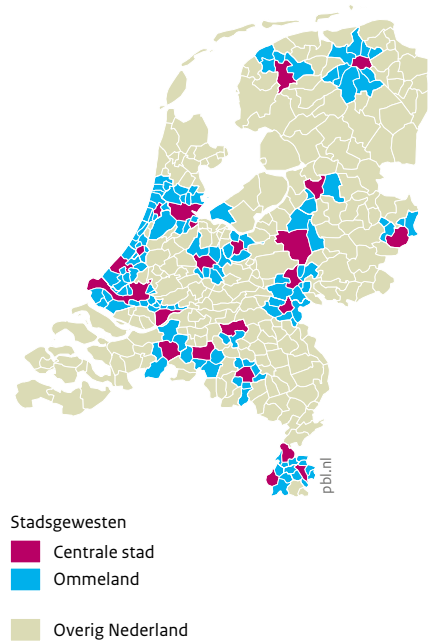 pbl.nl
Stadsgewesten
Centrale stad
Ommeland
Overig Nederland